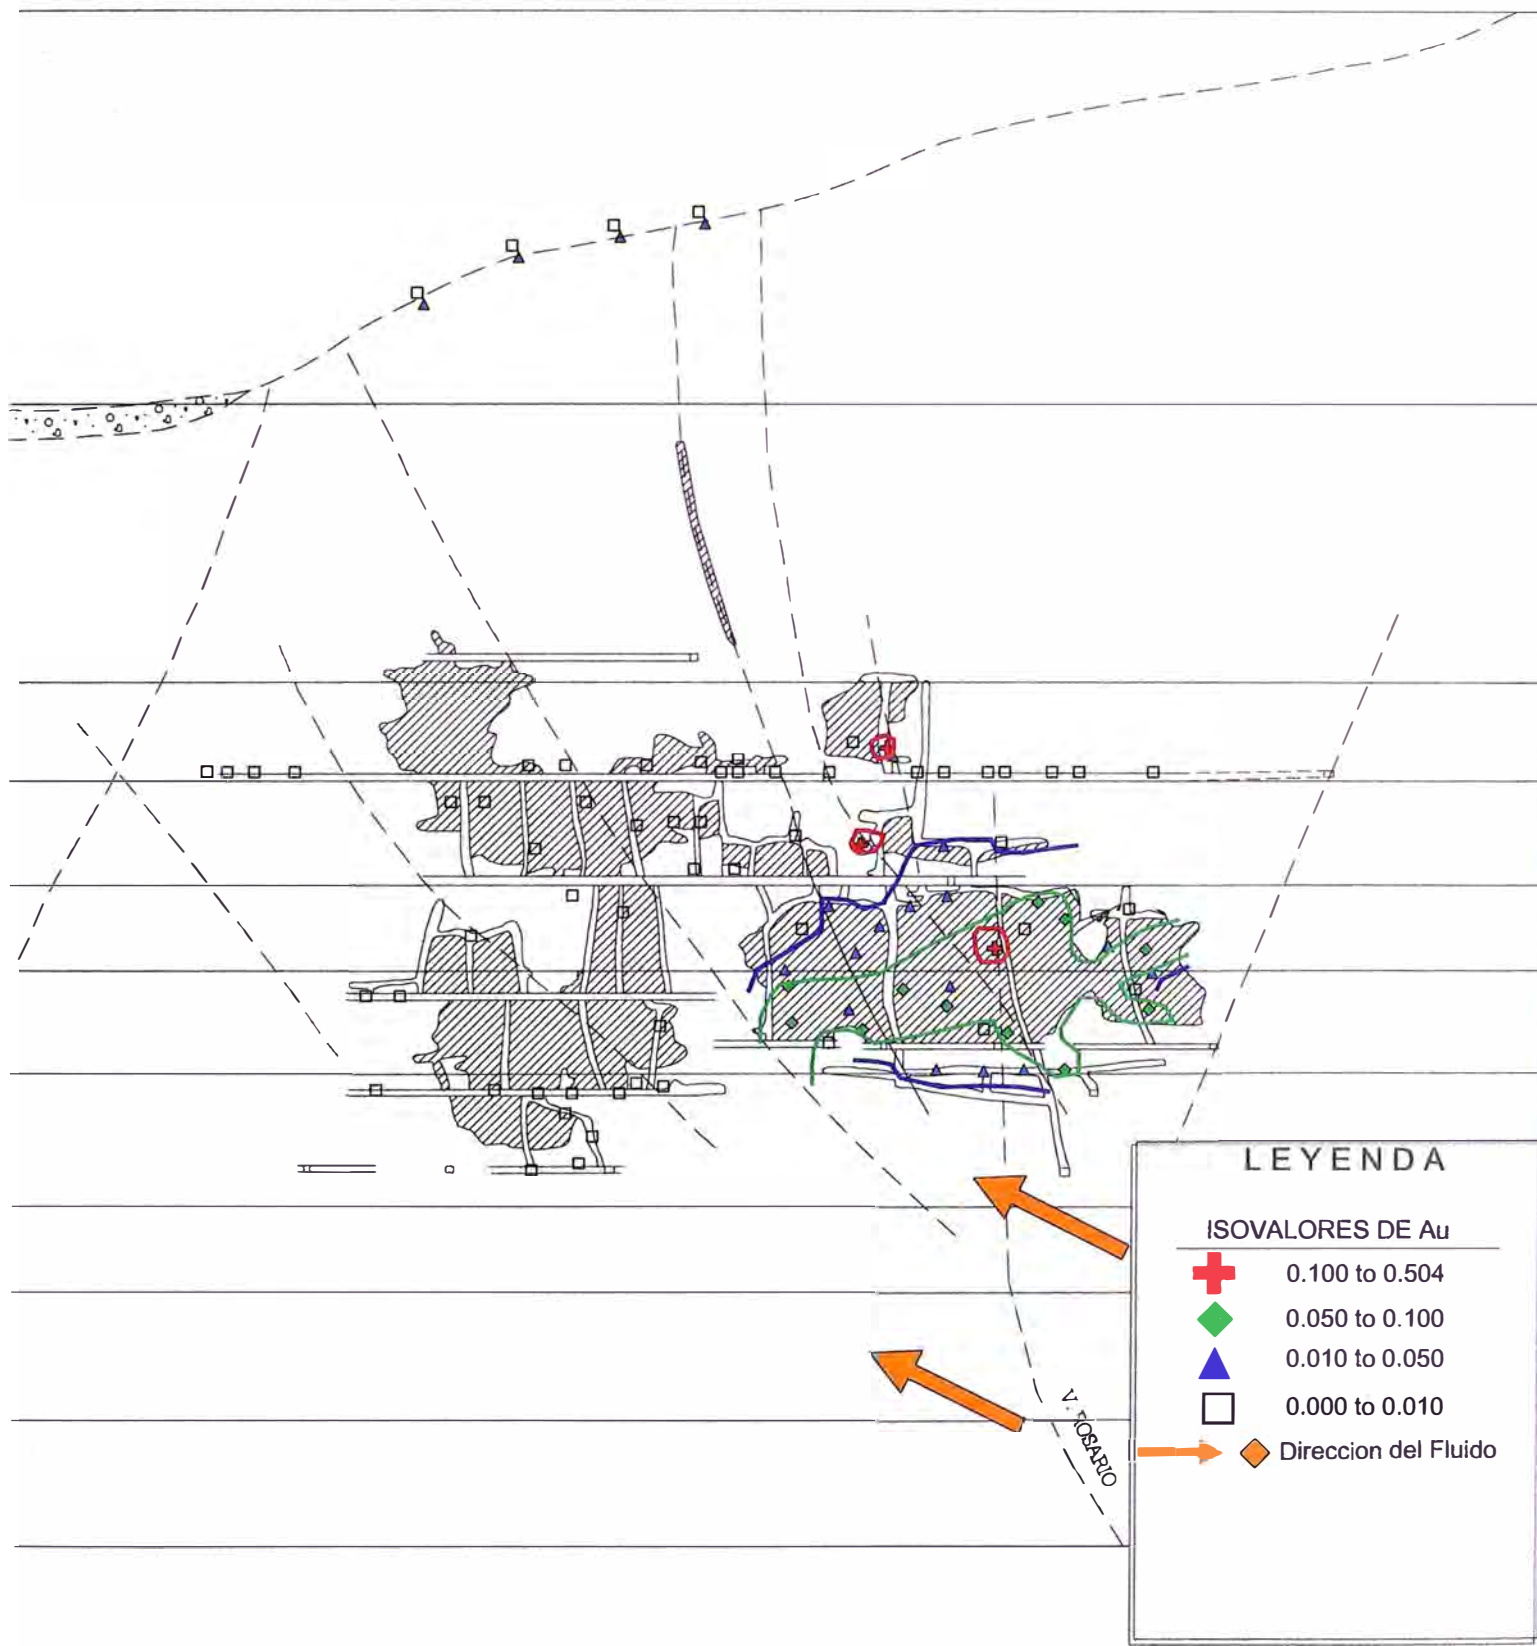 LEYENDA
ISOVALORES DE Au
0.100 to 0.504
0.050 to 0.100
0.010 to 0.050
0.000 to 0.010
Direccion del Fluido
V. ROSARIO